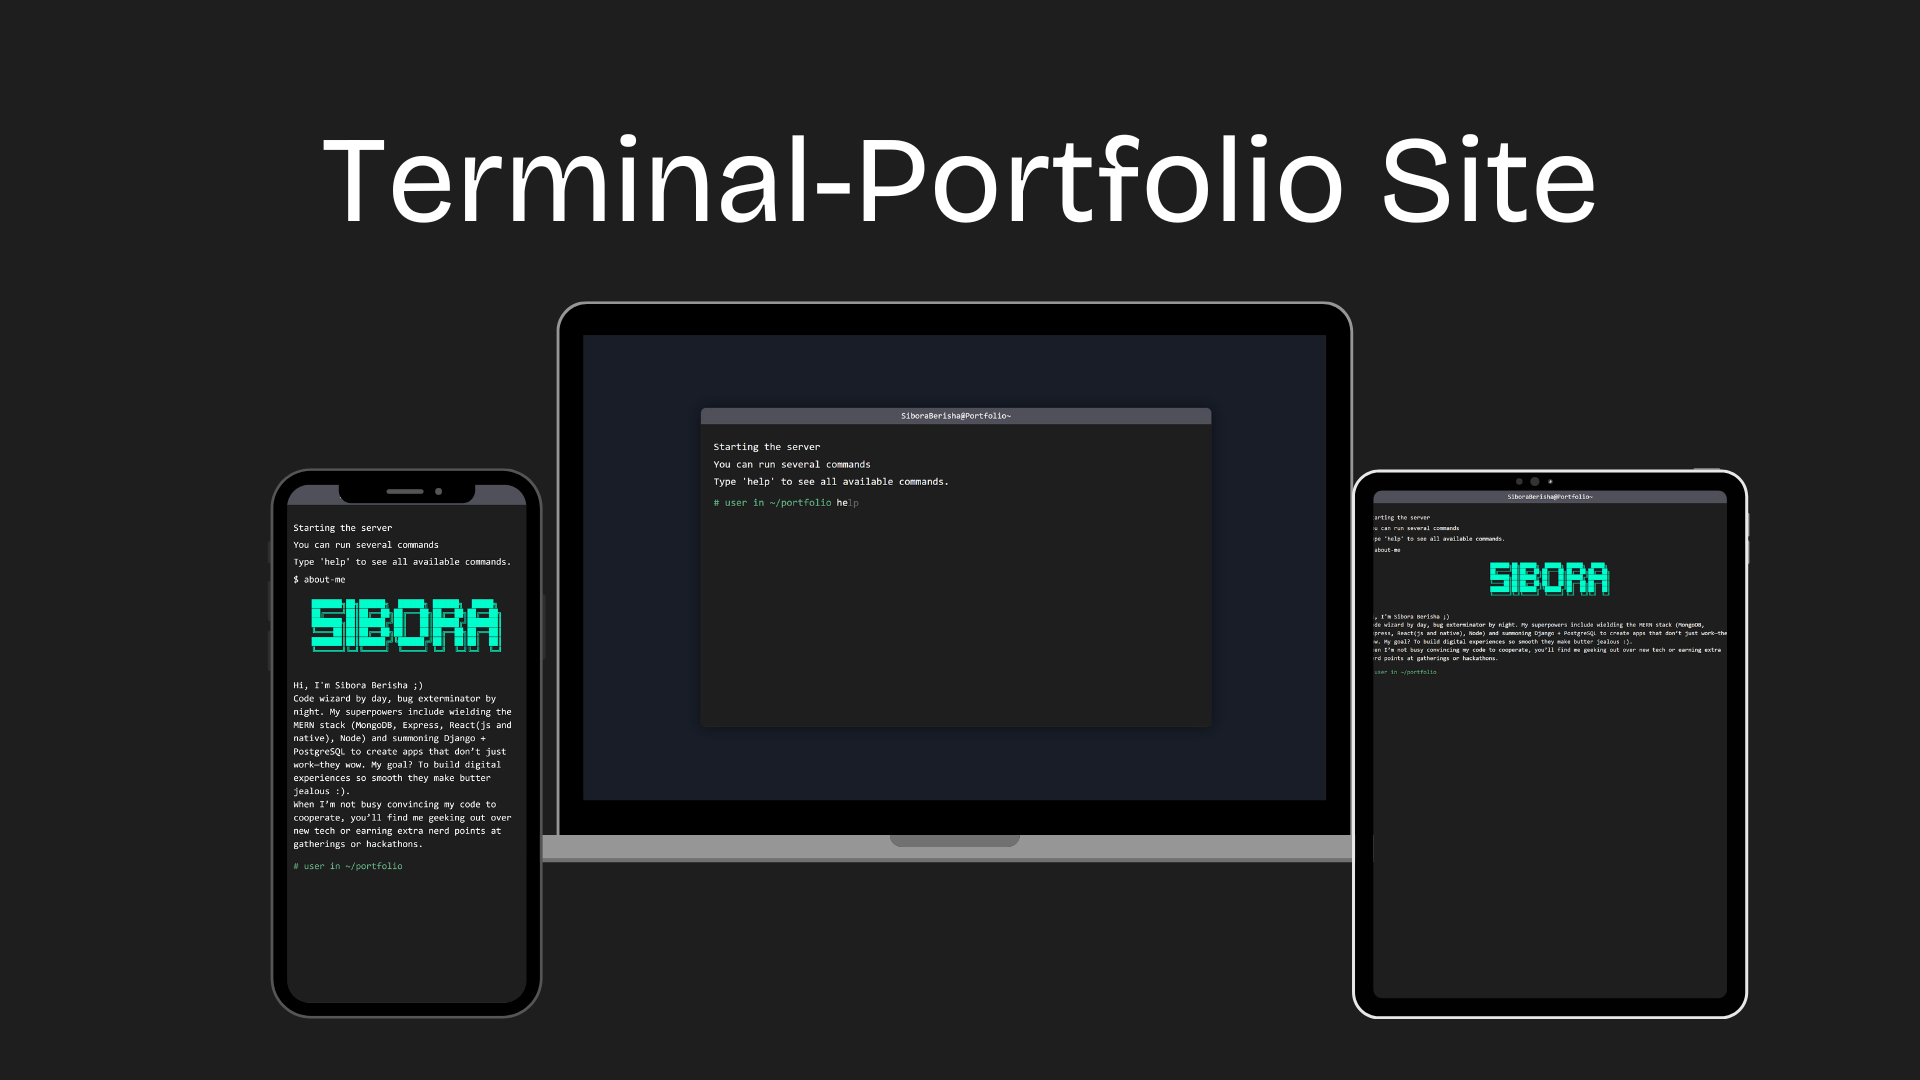 Terminal-Portfolio Site
SiboraBerisha@Portfolio~
Starting the server
You can run several commands
Type 'help' to see all available commands.
# user in ~/portfolio help
Starting the server
You can run several commands
Type 'help' to see all available commands.
$ about-me
SIBORA
Hi, I'm Sibora Berisha ;)
Code wizard by day, bug exterminator by
night. My superpowers include wielding the
MERN stack (MongoDB, Express, React(js and
native), Node) and summoning Django +
PostgreSQL to create apps that don’t just
work—they wow. My goal? To build digital
experiences so smooth they make butter
jealous :).
When I’m not busy convincing my code to
cooperate, you’ll find me geeking out over
new tech or earning extra nerd points at
gatherings or hackathons.
# user in ~/portfolio
SiboraBerisha@Portfolio~
arting the server
u can run several commands
pe 'help' to see all available commands.
about-me
SIBORA
, I'm Sibora Berisha ;)
de wizard by day, bug exterminator by night. My superpowers include wielding the MERN stack (MongoDB,
press, React(js and native), Node) and summoning Django + PostgreSQL to create apps that don’t just work—the
w. My goal? To build digital experiences so smooth they make butter jealous :).
en I’m not busy convincing my code to cooperate, you’ll find me geeking out over new tech or earning extra
rd points at gatherings or hackathons.
user in ~/portfolio